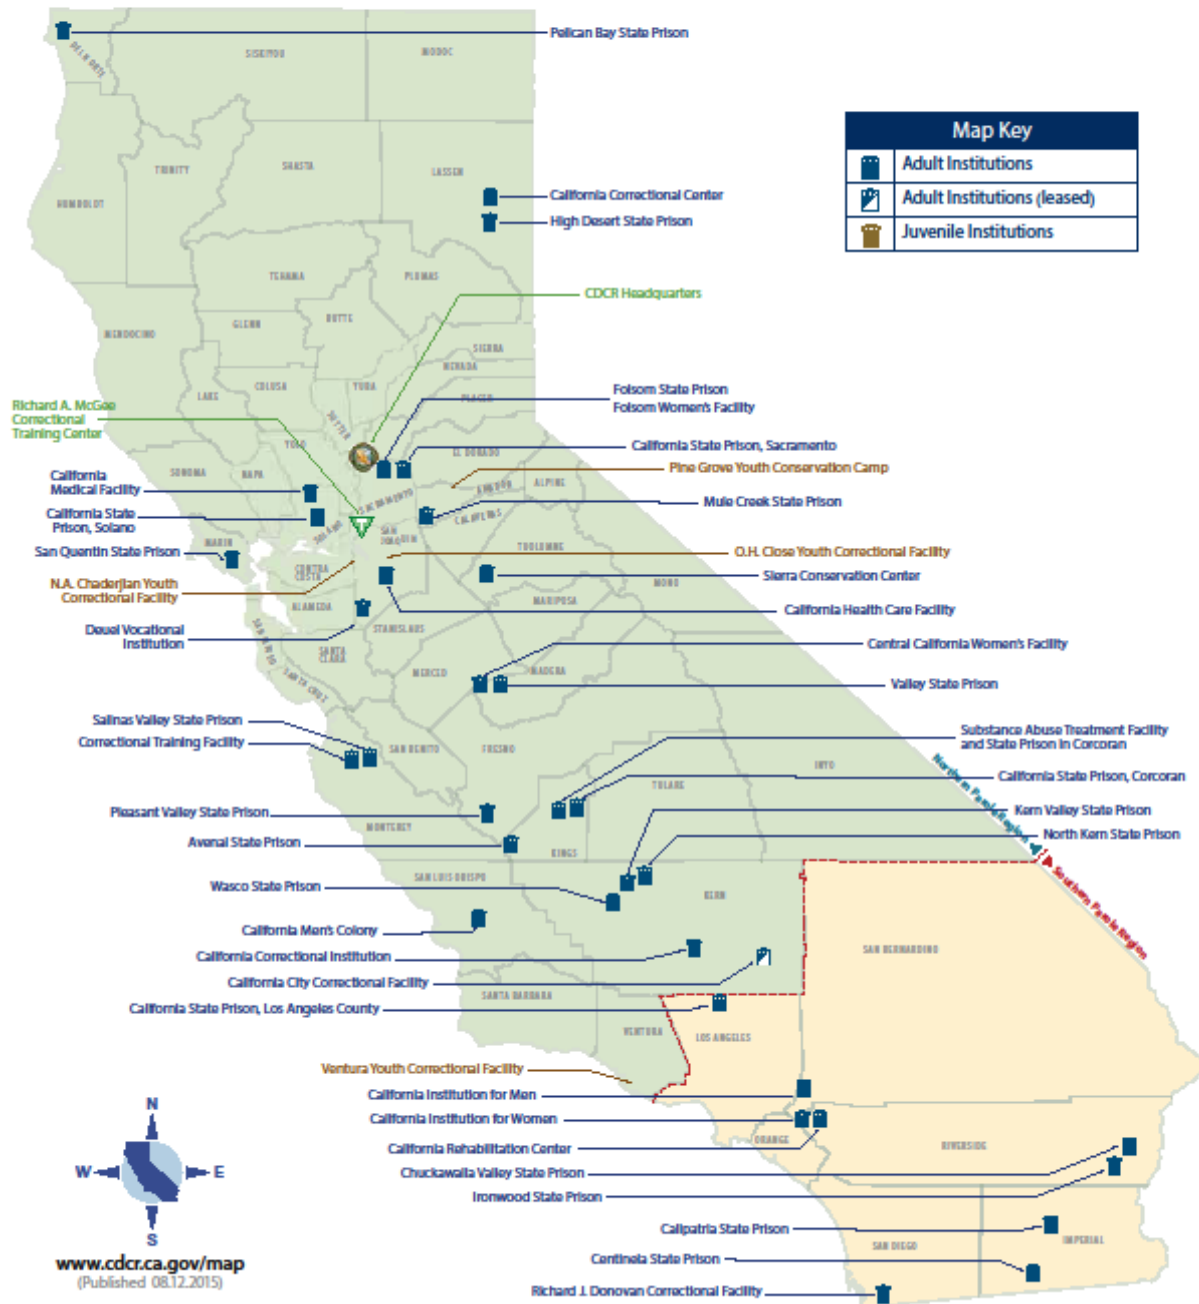 Pelican Bay State Prison
DEL NORTE
SISKIYOU
MODOC
Map Key
Adult Institutions
Adult Institutions (leased)
Juvenile Institutions
TRINITY
SHASTA
LASSEN
HUMBOLDT
California Correctional Center
High Desert State Prison
TEHAMA
PLUMAS
CDCR Headquarters
MENDOCINO
GLENN
BUTTE
SIERRA
NEVADA
LAKE
COLUSA
YUBA
PLACER
SUTTER
Folsom State Prison
Folsom Women's Facility
Richard A. McGee
Correctional
Training Center
YOLO
EL DORADO
California State Prison, Sacramento
SONOMA
NAPA
Pine Grove Youth Conservation Camp
California
Medical Facility
SACRAMENTO
AMADOR
ALPINE
Mule Creek State Prison
California State
Prison, Solano
SOLANO
CALAVERAS
SAN
JOAQUIN
MARIN
San Quentin State Prison
TUOLUMNE
O.H. Close Youth Correctional Facility
CONTRA
COSTA
Sierra Conservation Center
MONO
N.A. Chaderjian Youth
Correctional Facility
ALAMEDA
MARIPOSA
California Health Care Facility
Deuel Vocational
Institution
STANISLAUS
SAN MATEO
SANTA
CLARA
Central California Women's Facility
MERCED
MADERA
SANTA CRUZ
Valley State Prison
Salinas Valley State Prison
Correctional Training Facility
SAN BENITO
FRESNO
Substance Abuse Treatment Facility
and State Prison in Corcoran
INYO
TULARE
California State Prison, Corcoran
Pleasant Valley State Prison
MONTEREY
Kern Valley State Prison
Northern Parole Region
North Kern State Prison
Avenal State Prison
KINGS
Southern Parole Region
SAN LUIS OBISPO
Wasco State Prison
KERN
California Men's Colony
SAN BERNARDINO
California Correctional Institution
California City Correctional Facility
SANTA BARBARA
California State Prison, Los Angeles County
VENTURA
LOS ANGELES
Ventura Youth Correctional Facility
California Institution for Men
California Institution for Women
ORANGE
RIVERSIDE
California Rehabilitation Center
Chuckawalla Valley State Prison
Ironwood State Prison
Calipatria State Prison
SAN DIEGO
IMPERIAL
Centinela State Prison
Richard J. Donovan Correctional Facility
N
W
E
S
www.cdcr.ca.gov/map
(Published 08.12.2015)